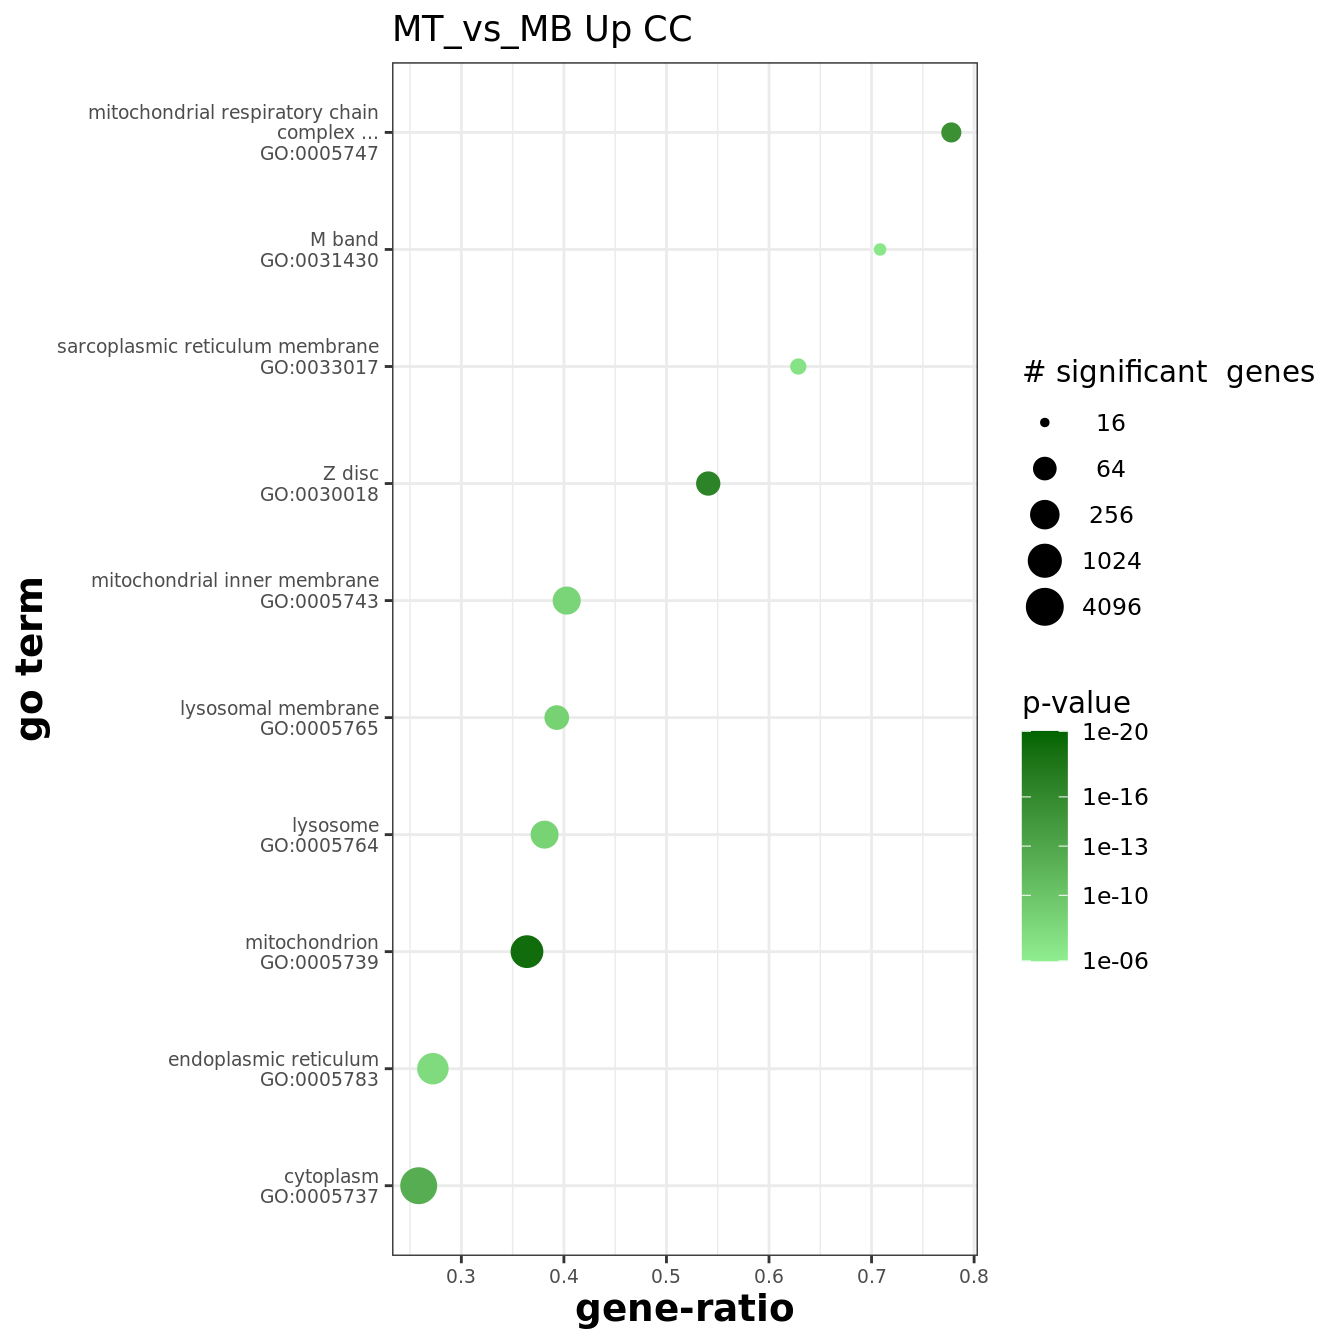 MT_vs_MB Up CC
mitochondrial respiratory chain
complex ...
GO:0005747
M band
GO:0031430
sarcoplasmic reticulum membrane
GO:0033017
Z disc
GO:0030018
mitochondrial inner membrane
GO:0005743
lysosomal membrane
GO:0005765
lysosome
GO:0005764
mitochondrion
GO:0005739
endoplasmic reticulum
GO:0005783
cytoplasm
GO:0005737
go term
0.3 0.4 0.5 0.6 0.7 0.8
gene-ratio
# significant  genes
16
64
256
1024
4096
p-value
1e-20
1e-16
1e-13
1e-10
1e-06